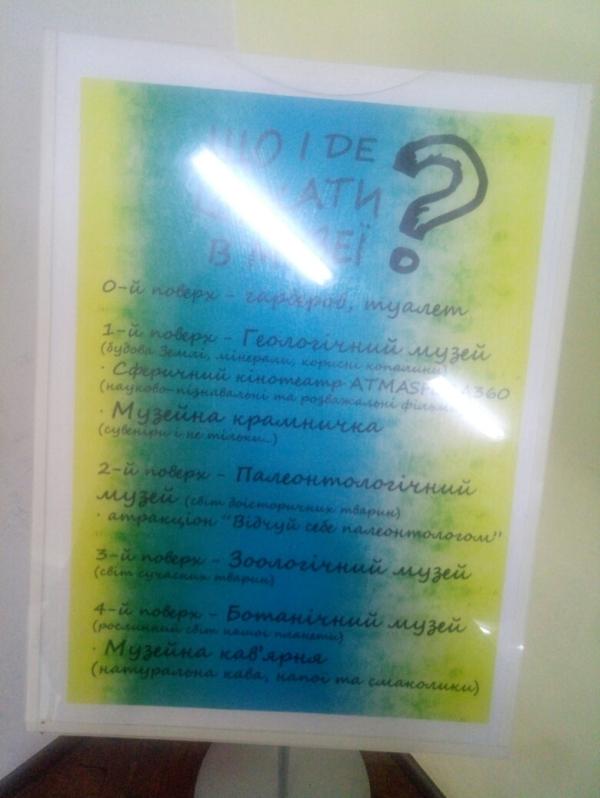 ЩО І ДЕ
ШУКАТИ
В МУЗЕЇ ?
0-й поверх - гардероб, туалет
1-й поверх - Геологічний музей
(будова Землі, мінерали, корисні копалини)
· Сферичний кінотеатр ATMASFERA360
(науково-пізнавальні та розважальні фільми)
· Музейна крамничка
(сувеніри і не тільки...)
2-й поверх - Палеонтологічний
музей (світ доісторичних тварин)
· атракціон "Відчуй себе палеонтологом"
3-й поверх - Зоологічний музей
(світ сучасних тварин)
4-й поверх - Ботанічний музей
(рослинний світ нашої планети)
· Музейна кав'ярня
(натуральна кава, напої та смаколики)